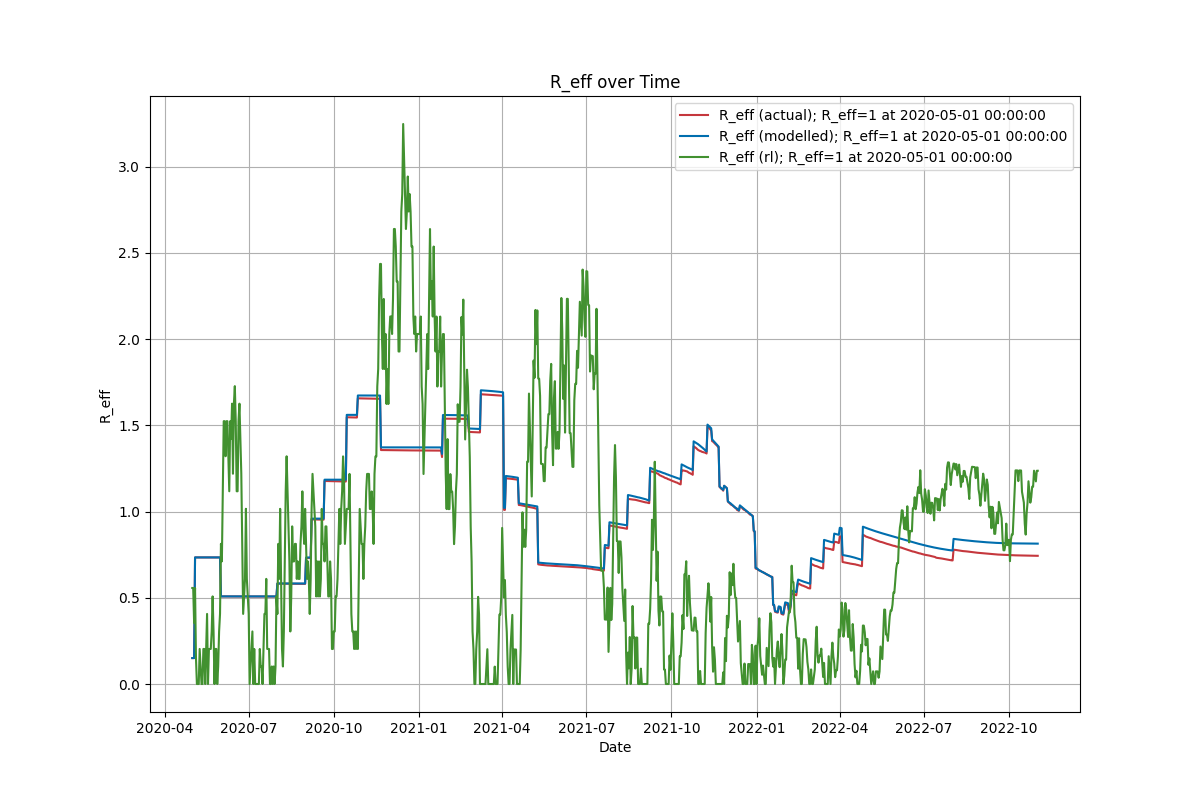 R_eff over Time
R_eff (actual); R_eff=1 at 2020-05-01 00:00:00
R_eff (modelled); R_eff=1 at 2020-05-01 00:00:00
R_eff (rl); R_eff=1 at 2020-05-01 00:00:00
R_eff
3.0
2.5
2.0
1.5
1.0
0.5
0.0
2020-04 2020-07 2020-10 2021-01 2021-04 2021-07 2021-10 2022-01 2022-04 2022-07 2022-10
Date